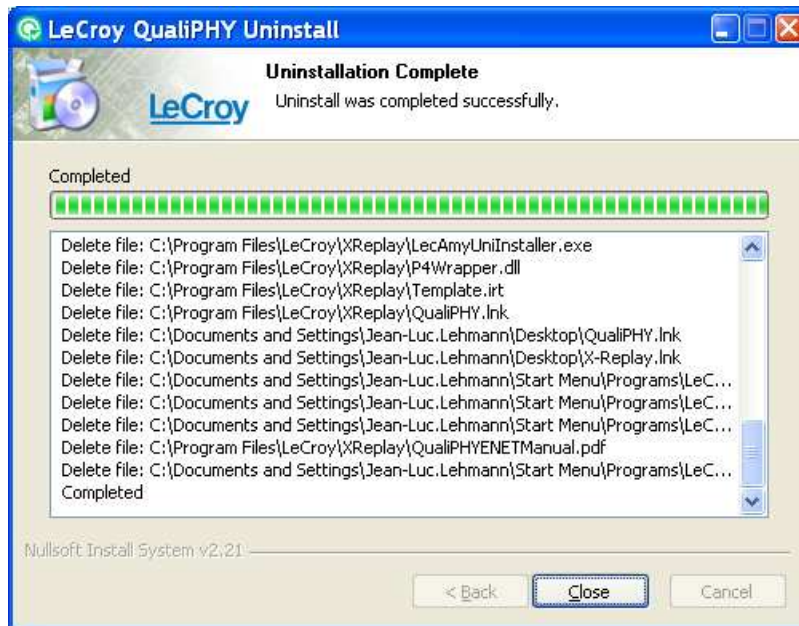 LeCroy QualiPHY Uninstall
Uninstallation Complete
LeCroy
Uninstall was completed successfully.
Completed
Delete file: C:\Program Files\LeCroy\XReplay\LecAmyUniInstaller.exe
Delete file: C:\Program Files\LeCroy\XReplay\P4Wrapper.dll
Delete file: C:\Program Files\LeCroy\XReplay\Template.irt
Delete file: C:\Program Files\LeCroy\XReplay\QualiPHY.lnk
Delete file: C:\Documents and Settings\Jean-Luc.Lehmann\Desktop\QualiPHY.lnk
Delete file: C:\Documents and Settings\Jean-Luc.Lehmann\Desktop\X-Replay.lnk
Delete file: C:\Documents and Settings\Jean-Luc.Lehmann\Start Menu\Programs\LeC...
Delete file: C:\Documents and Settings\Jean-Luc.Lehmann\Start Menu\Programs\LeC...
Delete file: C:\Documents and Settings\Jean-Luc.Lehmann\Start Menu\Programs\LeC...
Delete file: C:\Program Files\LeCroy\XReplay\QualiPHYENETManual.pdf
Delete file: C:\Documents and Settings\Jean-Luc.Lehmann\Start Menu\Programs\LeC...
Completed
Nullsoft Install System v2.21
< Back
Close
Cancel